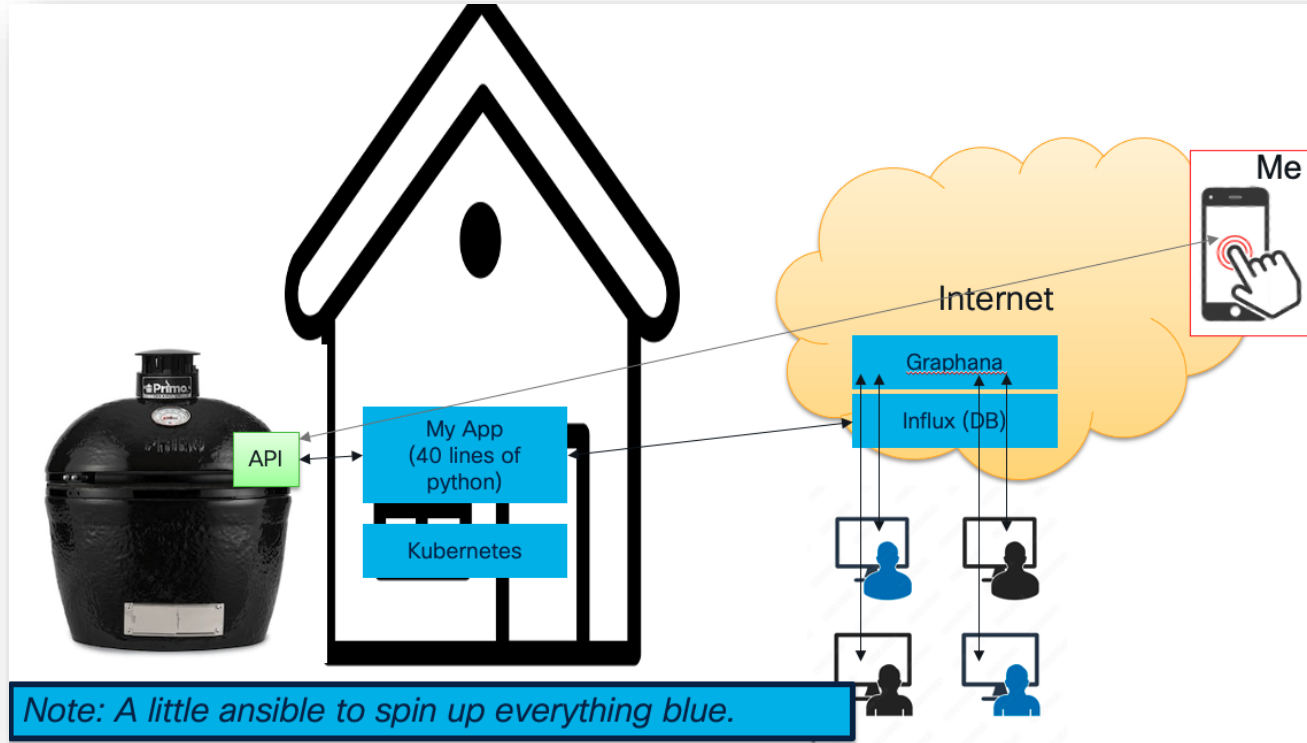 Me
Internet
Graphana
Influx (DB)
Primo
API
My App
(40 lines of
python)
Kubernetes
Note: A little ansible to spin up everything blue.